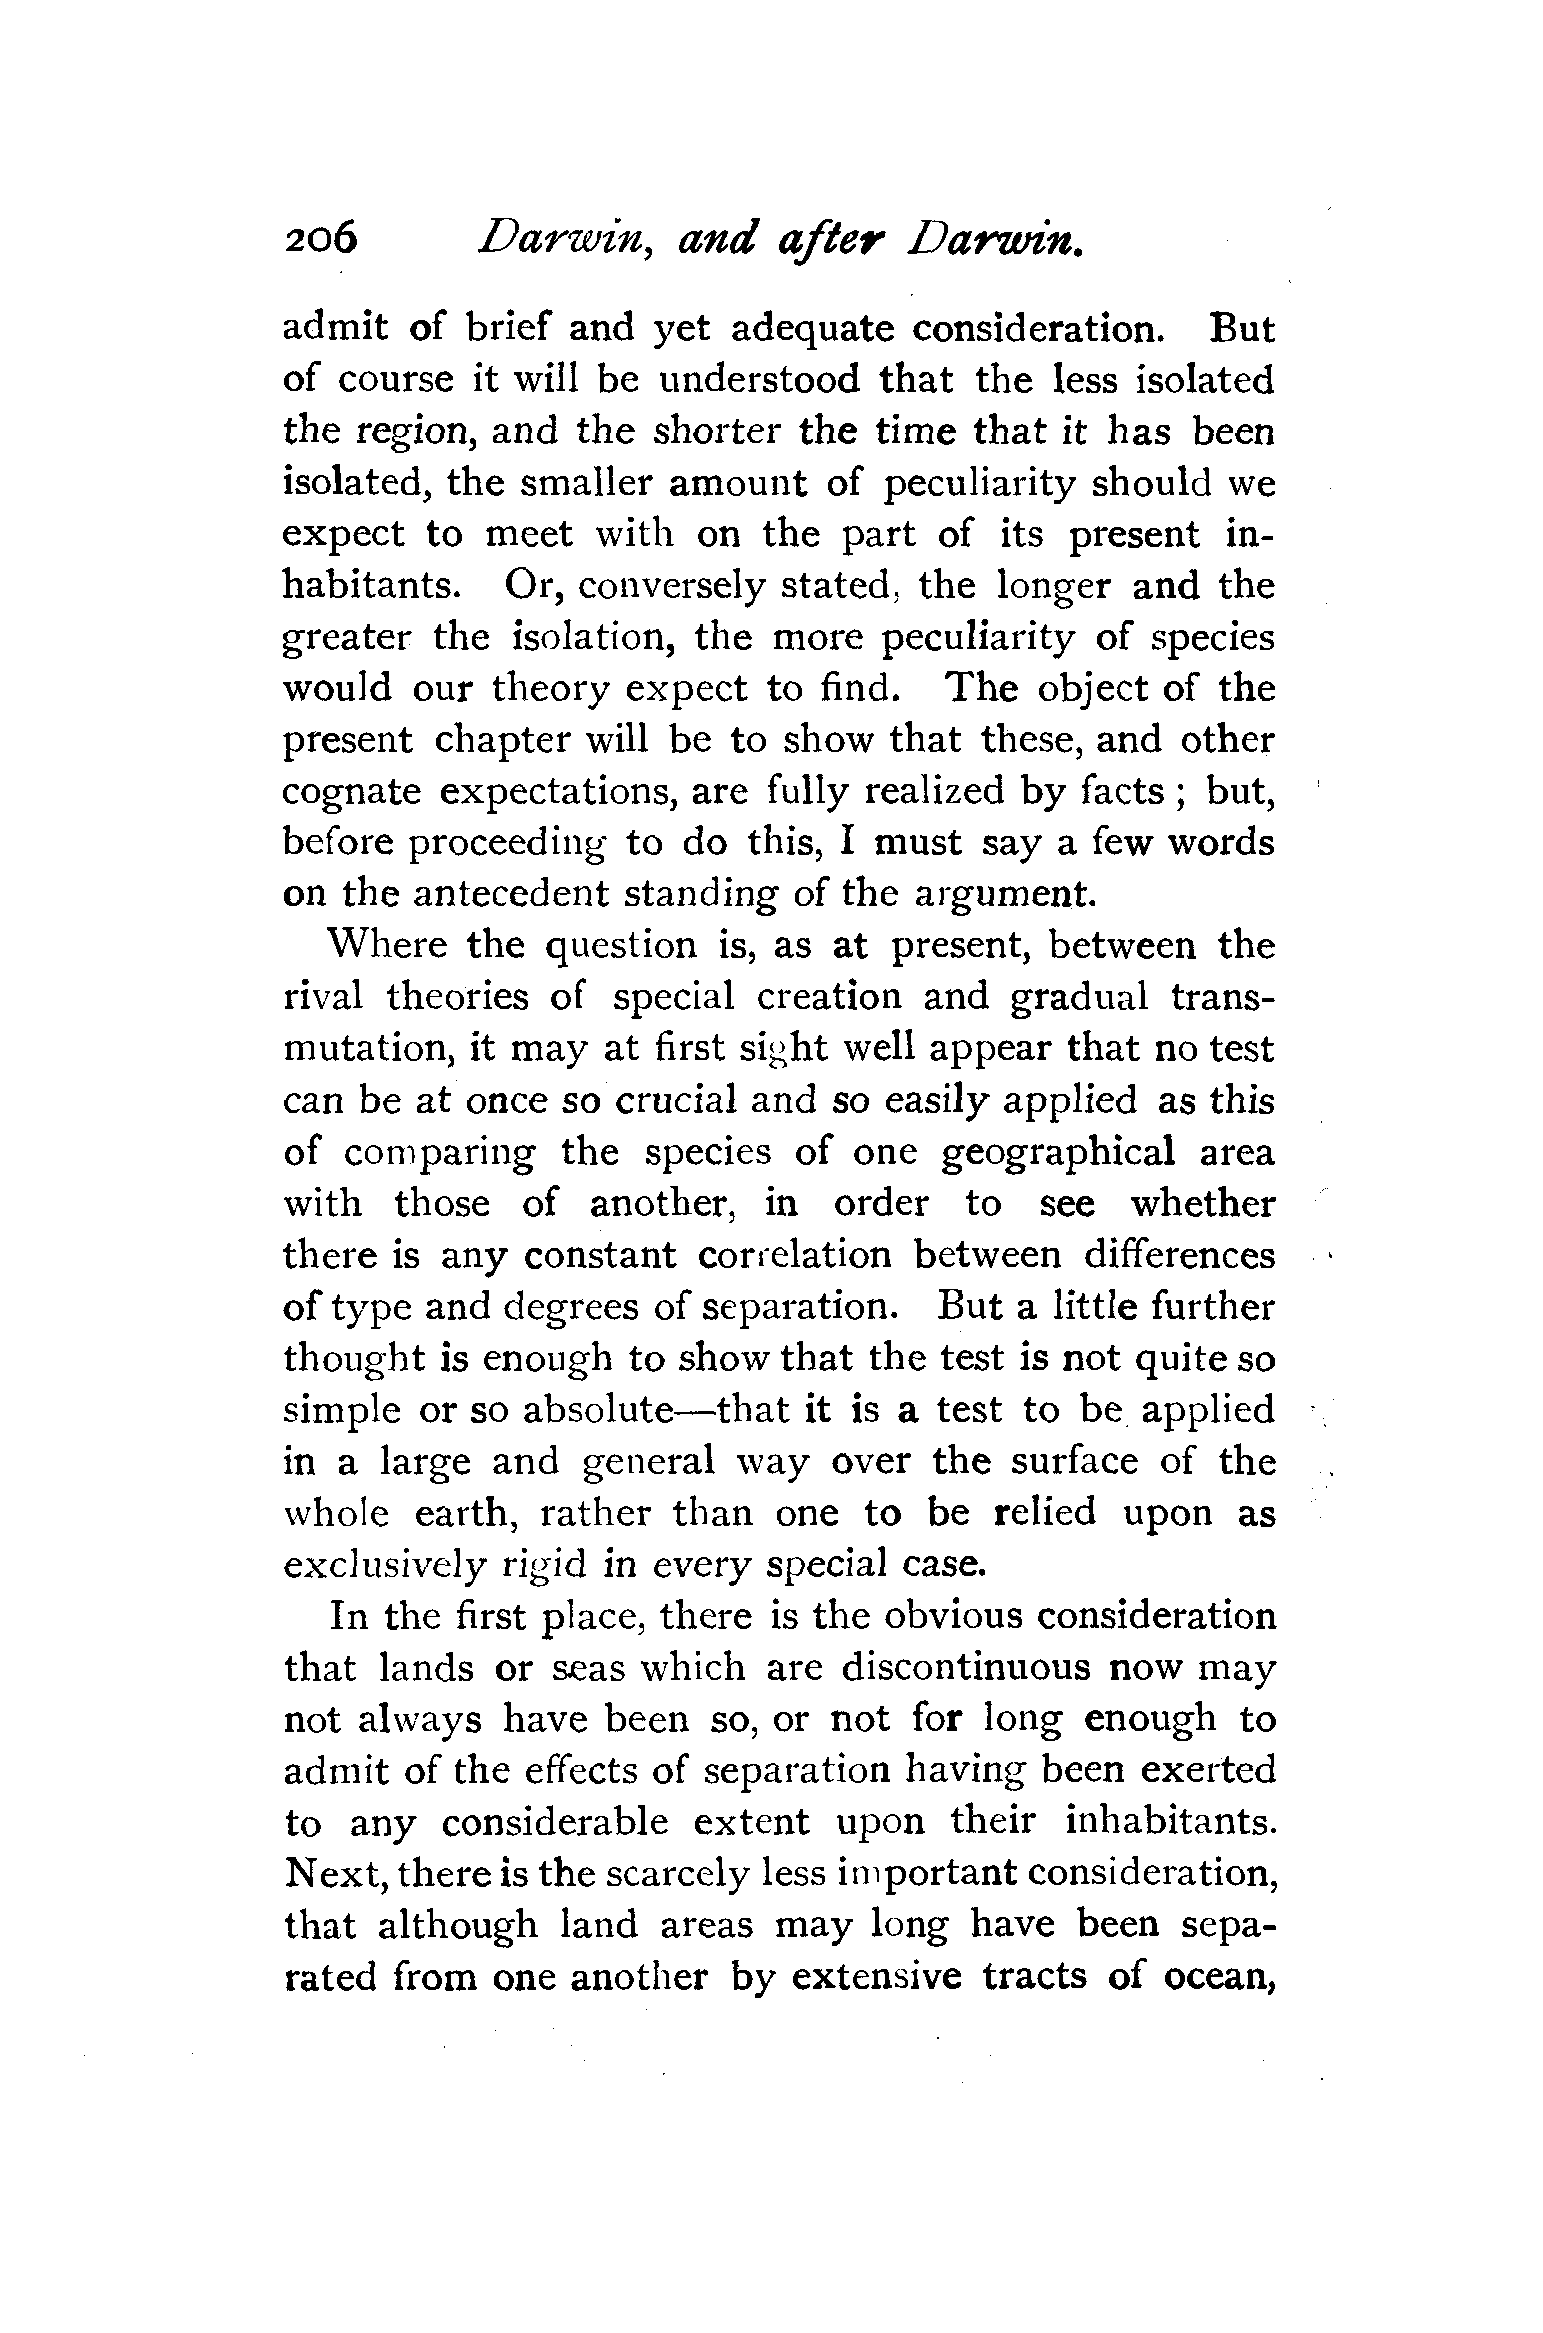 206 Darwin, and after Darwin.
admit of brief and yet adequate consideration. But
of course it will be understood that the less isolated
the region, and the shorter the time that it has been
isolated, the smaller amount of peculiarity should we
expect to meet with on the part of its present in-
habitants. Or, conversely stated, the longer and the
greater the isolation, the more peculiarity of species
would our theory expect to find. The object of the
present chapter will be to show that these, and other
cognate expectations, are fully realized by facts ; but,
before proceeding to do this, I must say a few words
on the antecedent standing of the argument.
Where the question is, as at present, between the
rival theories of special creation and gradual trans-
mutation, it may at first sight well appear that no test
can be at once so crucial and so easily applied as this
of comparing the species of one geographical area
with those of another, in order to see whether
there is any constant correlation between differences
of type and degrees of separation. But a little further
thought is enough to show that the test is not quite so
simple or so absolute—that it is a test to be applied
in a large and general way over the surface of the
whole earth, rather than one to be relied upon as
exclusively rigid in every special case.
In the first place, there is the obvious consideration
that lands or seas which are discontinuous now may
not always have been so, or not for long enough to
admit of the effects of separation having been exerted
to any considerable extent upon their inhabitants.
Next, there is the scarcely less important consideration,
that although land areas may long have been sepa-
rated from one another by extensive tracts of ocean,